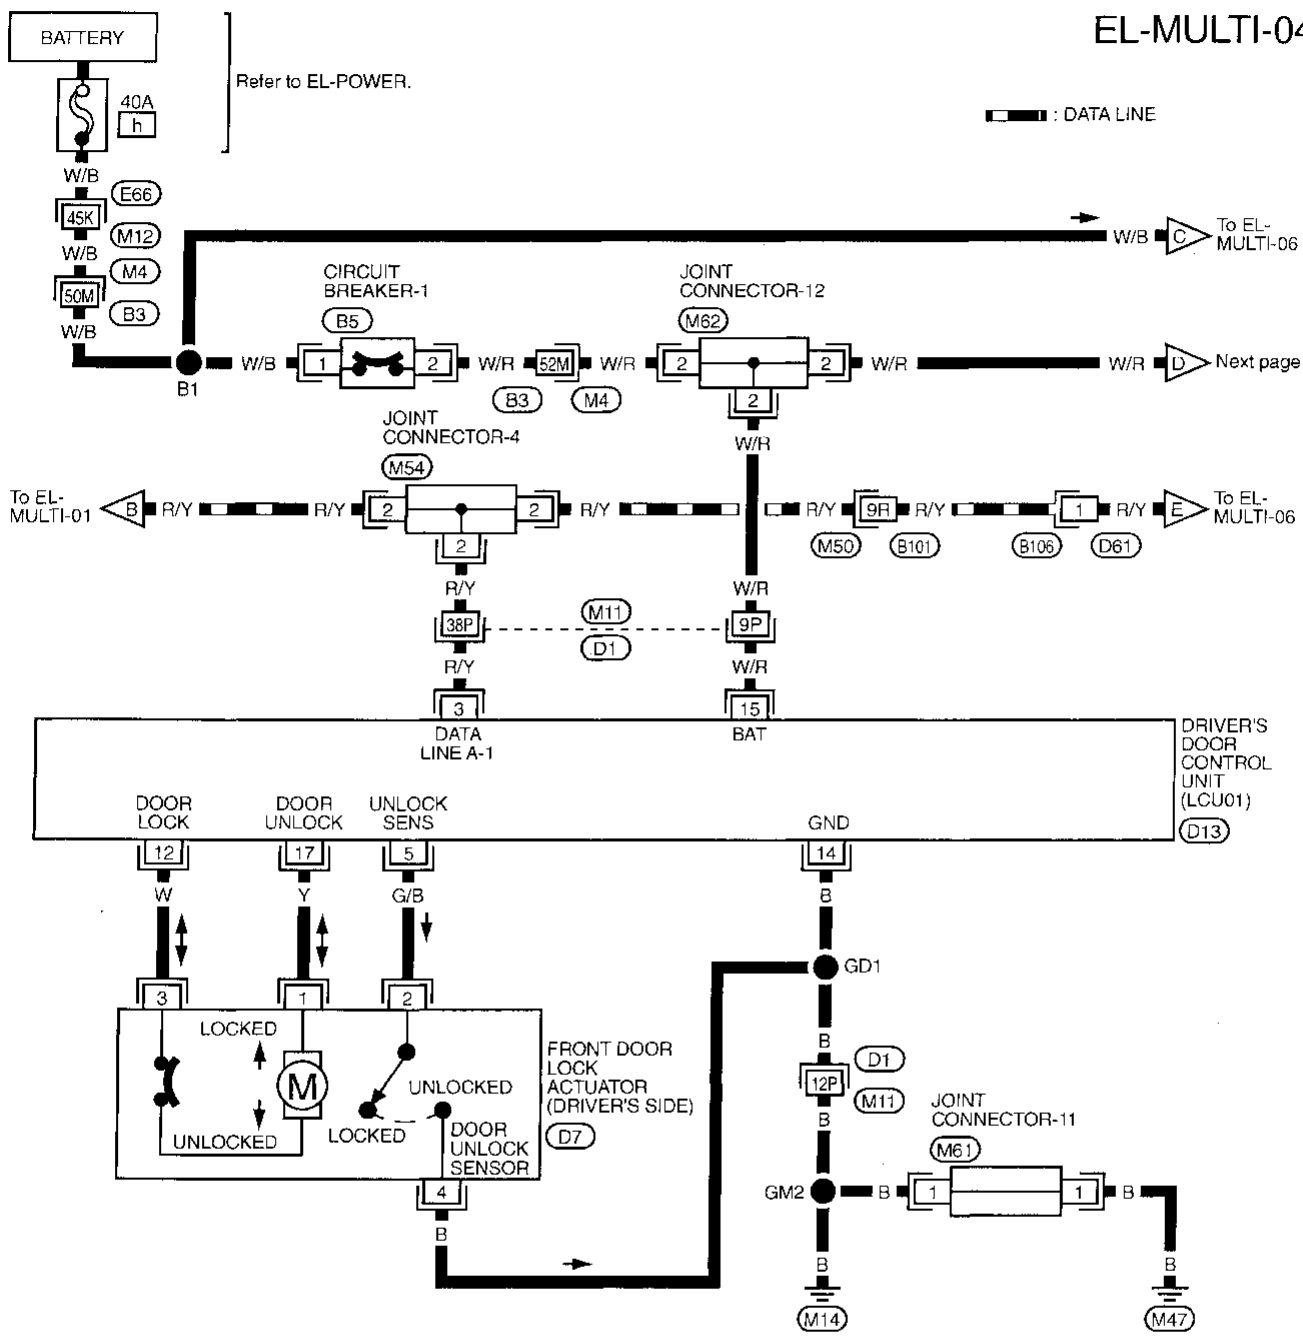 EL-MULTI-04
BATTERY
Refer to EL-POWER.
40A
h
: DATA LINE
W/B
E66
45K
M12
W/B
M4
50M
B3
W/B
W/B
C
To EL-
MULTI-06
CIRCUIT
BREAKER-1
B5
JOINT
CONNECTOR-12
M62
B1
W/B
1
2
W/R
52M
W/R
2
2
W/R
W/R
D
Next page
B3
M4
2
W/R
JOINT
CONNECTOR-4
M54
To EL-
MULTI-01
B
R/Y
R/Y
2
2
R/Y
R/Y
9R
R/Y
1
R/Y
E
To EL-
MULTI-06
M50
B101
B106
D61
2
R/Y
W/R
38P
M11
D1
9P
R/Y
W/R
3
15
DATA
LINE A-1
BAT
DRIVER'S
DOOR
CONTROL
UNIT
(LCU01)
D13
DOOR
LOCK
DOOR
UNLOCK
UNLOCK
SENS
GND
12
17
5
14
W
Y
G/B
B
GD1
3
1
2
LOCKED
M
UNLOCKED
UNLOCKED
LOCKED
DOOR
UNLOCK
SENSOR
FRONT DOOR
LOCK
ACTUATOR
(DRIVER'S SIDE)
D7
4
B
B
D1
12P
M11
B
JOINT
CONNECTOR-11
M61
GM2
B
1
1
B
B
B
M14
M47